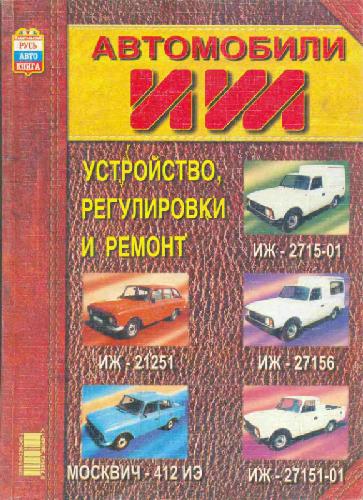 РУСЬ
АВТО
КНИГА
АВТОМОБИЛИ
ИЖ
УСТРОЙСТВО,
РЕГУЛИРОВКИ
И РЕМОНТ
ИЖ - 2715-01
ИЖ - 21251
ИЖ - 27156
МОСКВИЧ - 412 ИЭ
ИЖ - 27151-01